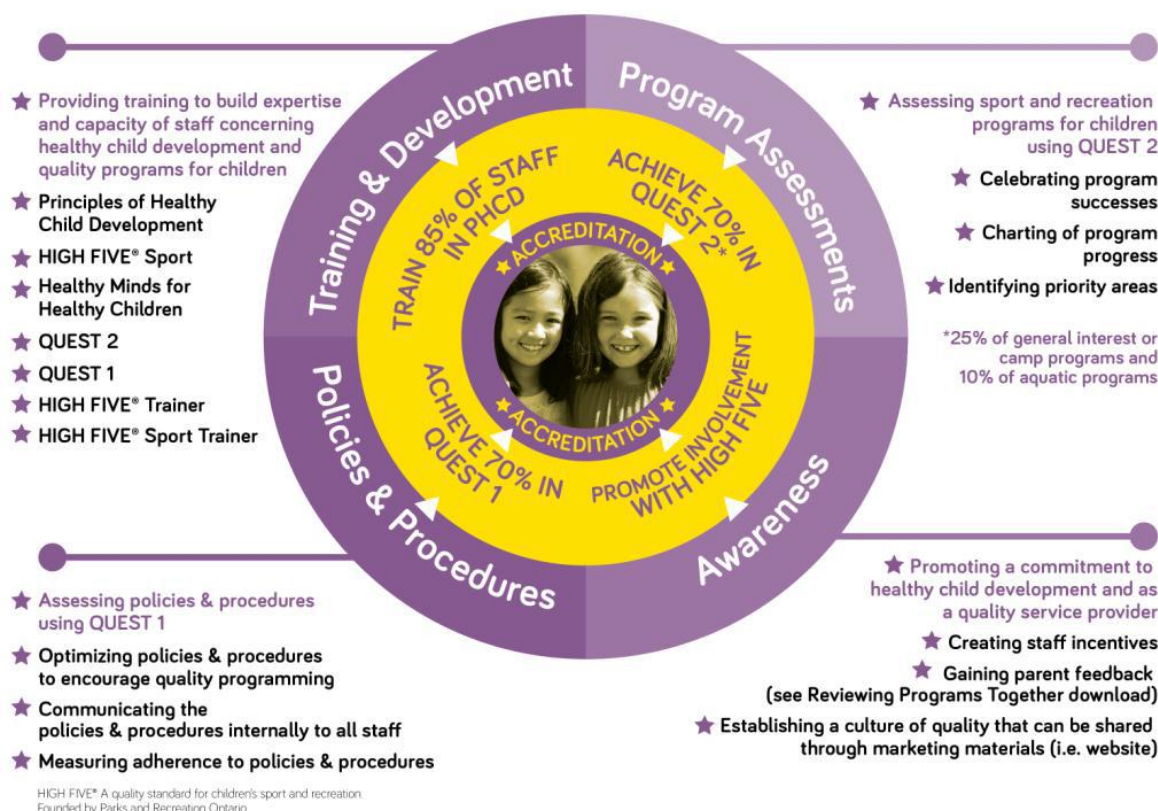 Training & Development
Program Assessments
Policies & Procedures
Awareness
TRAIN 85% OF STAFF
IN PHCD
ACHIEVE 70% IN
QUEST 2*
ACHIEVE 70% IN
QUEST 1
PROMOTE INVOLVEMENT
WITH HIGH FIVE
ACCREDITATION
ACCREDITATION
Providing training to build expertise
and capacity of staff concerning
healthy child development and
quality programs for children
Principles of Healthy
Child Development
HIGH FIVE® Sport
Healthy Minds for
Healthy Children
QUEST 2
QUEST 1
HIGH FIVE® Trainer
HIGH FIVE® Sport Trainer
Assessing sport and recreation
programs for children
using QUEST 2
Celebrating program
successes
Charting of program
progress
Identifying priority areas
*25% of general interest or
camp programs and
10% of aquatic programs
Assessing policies & procedures
using QUEST 1
Optimizing policies & procedures
to encourage quality programming
Communicating the
policies & procedures internally to all staff
Measuring adherence to policies & procedures
Promoting a commitment to
healthy child development and as
a quality service provider
Creating staff incentives
Gaining parent feedback
(see Reviewing Programs Together download)
Establishing a culture of quality that can be shared
through marketing materials (i.e. website)
HIGH FIVE® A quality standard for children's sport and recreation.
Founded by Parks and Recreation Ontario